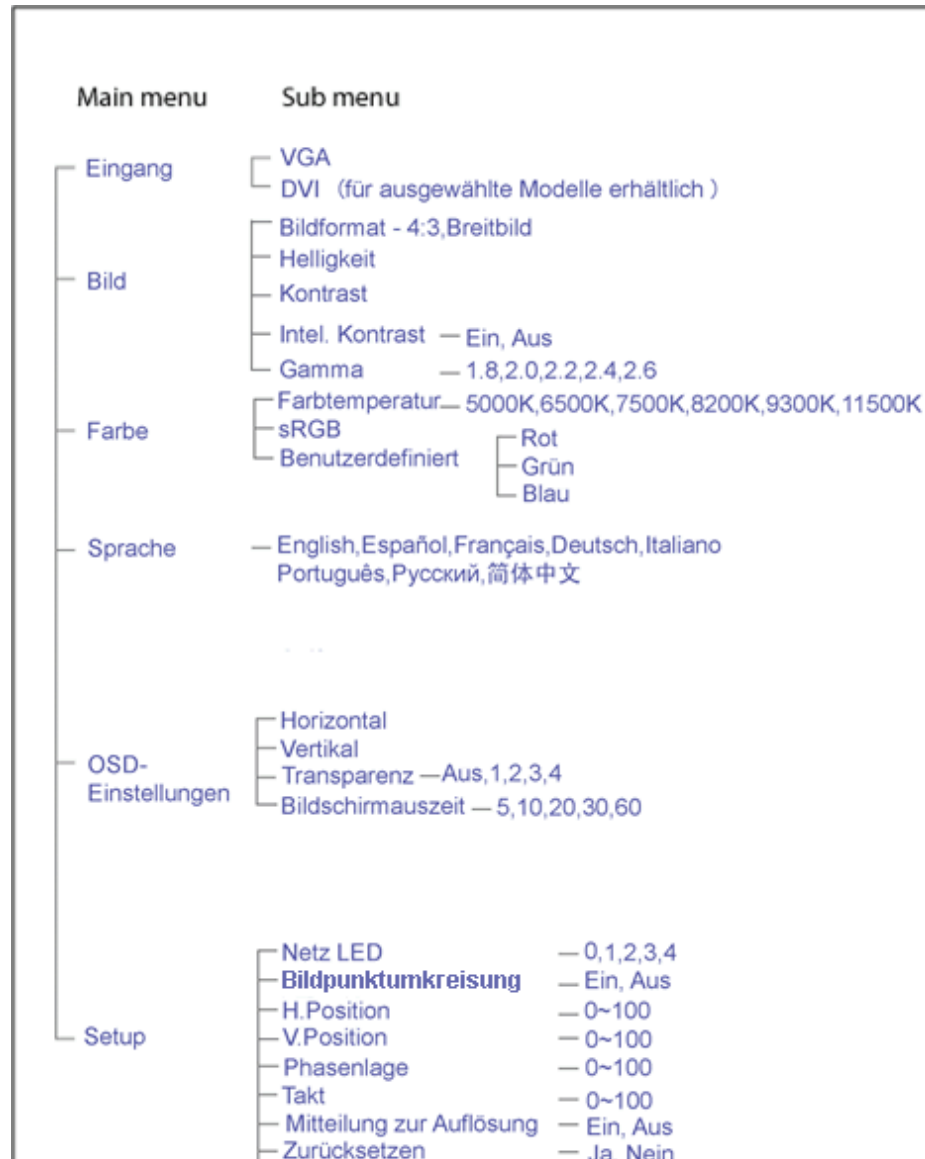 Main menu Sub menu
Eingang
VGA
DVI (für ausgewählte Modelle erhältlich )
Bild
Bildformat - 4:3,Breitbild
Helligkeit
Kontrast
Intel. Kontrast — Ein, Aus
Gamma — 1.8,2.0,2.2,2.4,2.6
Farbe
Farbtemperatur — 5000K,6500K,7500K,8200K,9300K,11500K
sRGB
Benutzerdefiniert
Rot
Grün
Blau
Sprache — English,Español,Français,Deutsch,Italiano
Português,Русский,简体中文
OSD-
Einstellungen
Horizontal
Vertikal
Transparenz — Aus,1,2,3,4
Bildschirmauszeit — 5,10,20,30,60
Setup
Netz LED — 0,1,2,3,4
Bildpunktumkreisung — Ein, Aus
H.Position — 0~100
V.Position — 0~100
Phasenlage — 0~100
Takt — 0~100
Mitteilung zur Auflösung — Ein, Aus
Zurücksetzen — Ja, Nein